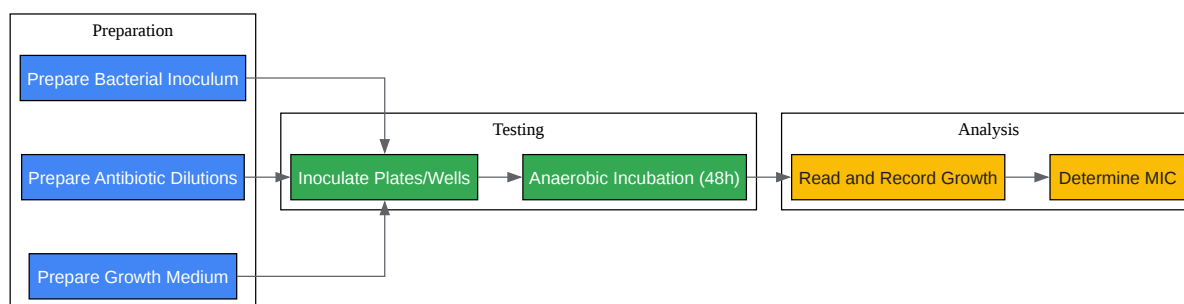 Preparation
Prepare Bacterial Inoculum
Prepare Antibiotic Dilutions
Prepare Growth Medium
Testing
Inoculate Plates/Wells
Anaerobic Incubation (48h)
Analysis
Read and Record Growth
Determine MIC